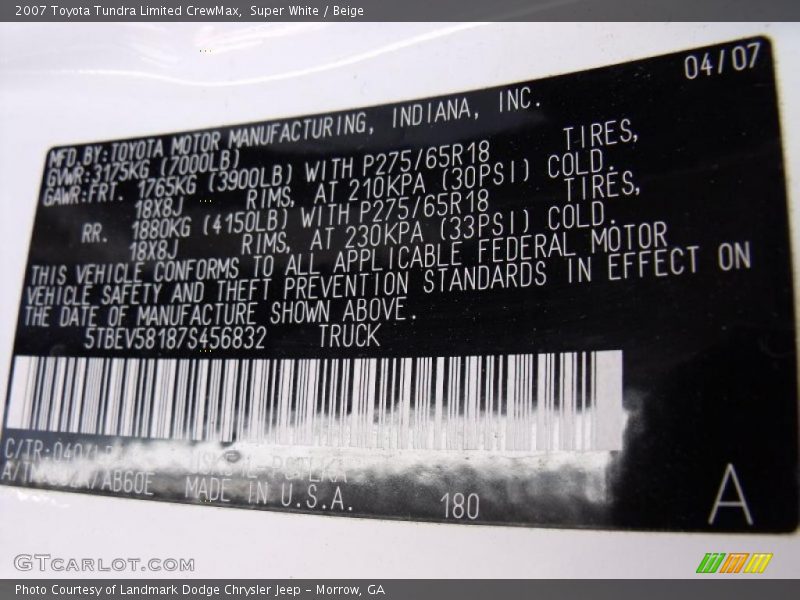 2007 Toyota Tundra Limited CrewMax,  Super White / Beige
04/07
MFD.BY:TOYOTA MOTOR MANUFACTURING, INDIANA, INC.
GVWR:3175KG (7000LB)
GAWR:FRT. 1765KG (3900LB) WITH P275/65R18 TIRES,
18X8J RIMS, AT 210KPA (30PSI) COLD.
RR. 1880KG (4150LB) WITH P275/65R18 TIRES,
18X8J RIMS, AT 230KPA (33PSI) COLD.
THIS VEHICLE CONFORMS TO ALL APPLICABLE FEDERAL MOTOR
VEHICLE SAFETY AND THEFT PREVENTION STANDARDS IN EFFECT ON
THE DATE OF MANUFACTURE SHOWN ABOVE.
5TBEV58187S456832 TRUCK
C/TR:040/
/AB60E MADE IN U.S.A. 180 A
GTCARLOT.COM
Photo Courtesy of Landmark Dodge Chrysler Jeep – Morrow, GA